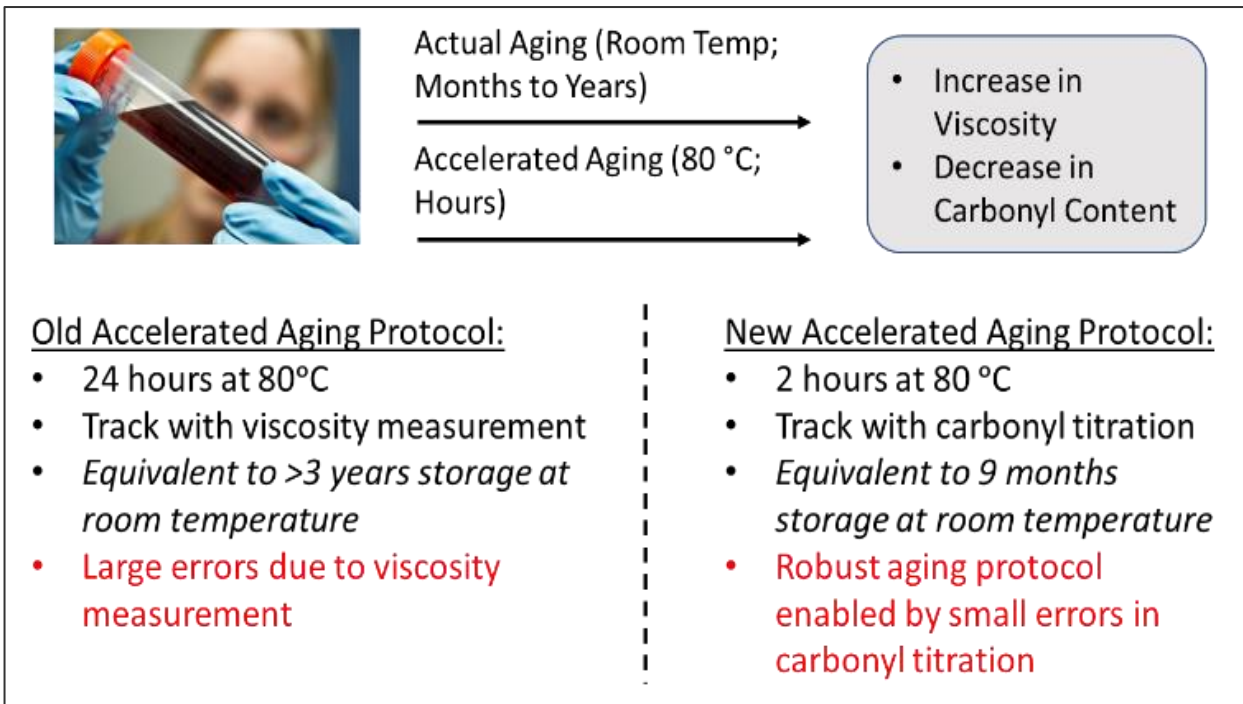 Actual Aging (Room Temp;
Months to Years)
Accelerated Aging (80 °C;
Hours)
• Increase in
Viscosity
• Decrease in
Carbonyl Content
Old Accelerated Aging Protocol:
• 24 hours at 80°C
• Track with viscosity measurement
• Equivalent to >3 years storage at
room temperature
• Large errors due to viscosity
measurement
New Accelerated Aging Protocol:
• 2 hours at 80 °C
• Track with carbonyl titration
• Equivalent to 9 months
storage at room temperature
• Robust aging protocol
enabled by small errors in
carbonyl titration